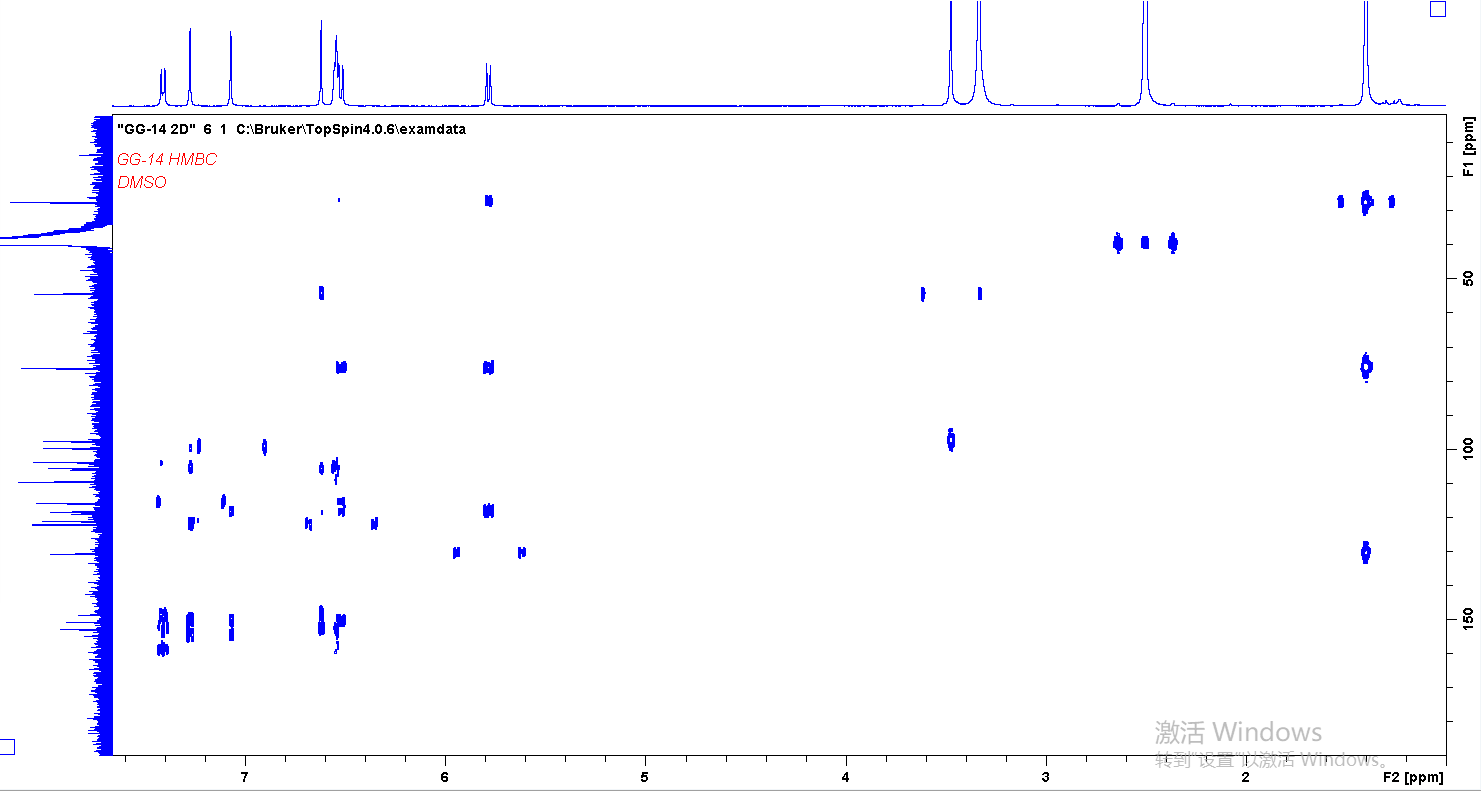 "GG-14 2D" 6 1 C:\Bruker\TopSpin4.0.6\examdata
GG-14 HMBC
DMSO
F1 [ppm]
50
100
150
激活 Windows
转到"设置"以激活 Windows。
7 6 5 4 3 2 F2 [ppm]